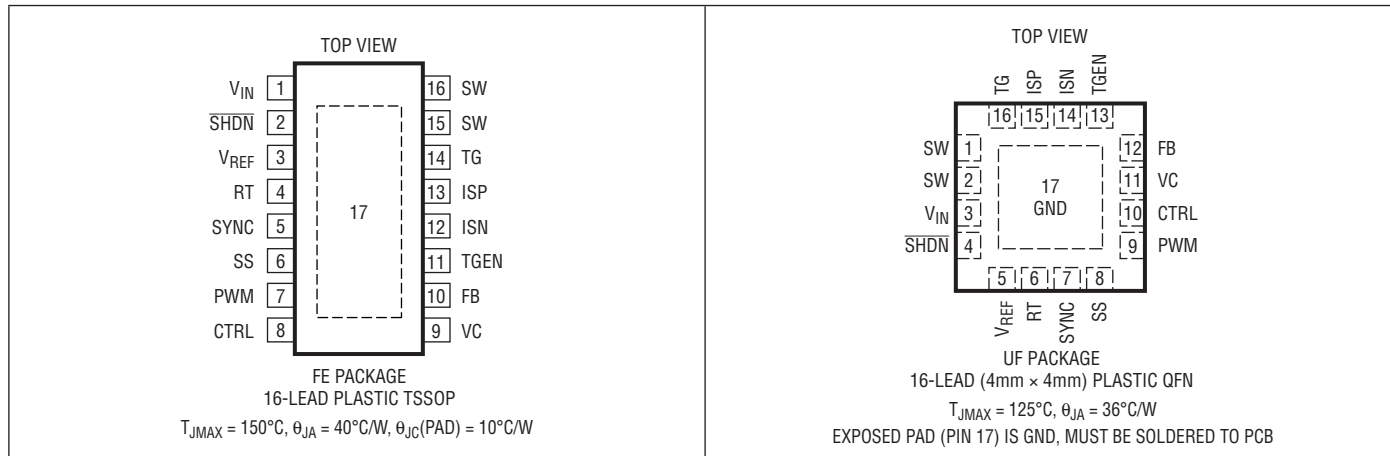 TOP VIEW
VIN 1
SHDN 2
VREF 3
RT 4
SYNC 5
SS 6
PWM 7
CTRL 8
16 SW
15 SW
14 TG
13 ISP
12 ISN
11 TGEN
10 FB
9 VC
17
FE PACKAGE
16-LEAD PLASTIC TSSOP
TJMAX = 150°C, θJA = 40°C/W, θJC(PAD) = 10°C/W
TOP VIEW
TG ISP ISN TGEN
16 15 14 13
SW 1
SW 2
VIN 3
SHDN 4
17
GND
12 FB
11 VC
10 CTRL
9 PWM
5 6 7 8
VREF RT SYNC SS
UF PACKAGE
16-LEAD (4mm × 4mm) PLASTIC QFN
TJMAX = 125°C, θJA = 36°C/W
EXPOSED PAD (PIN 17) IS GND, MUST BE SOLDERED TO PCB